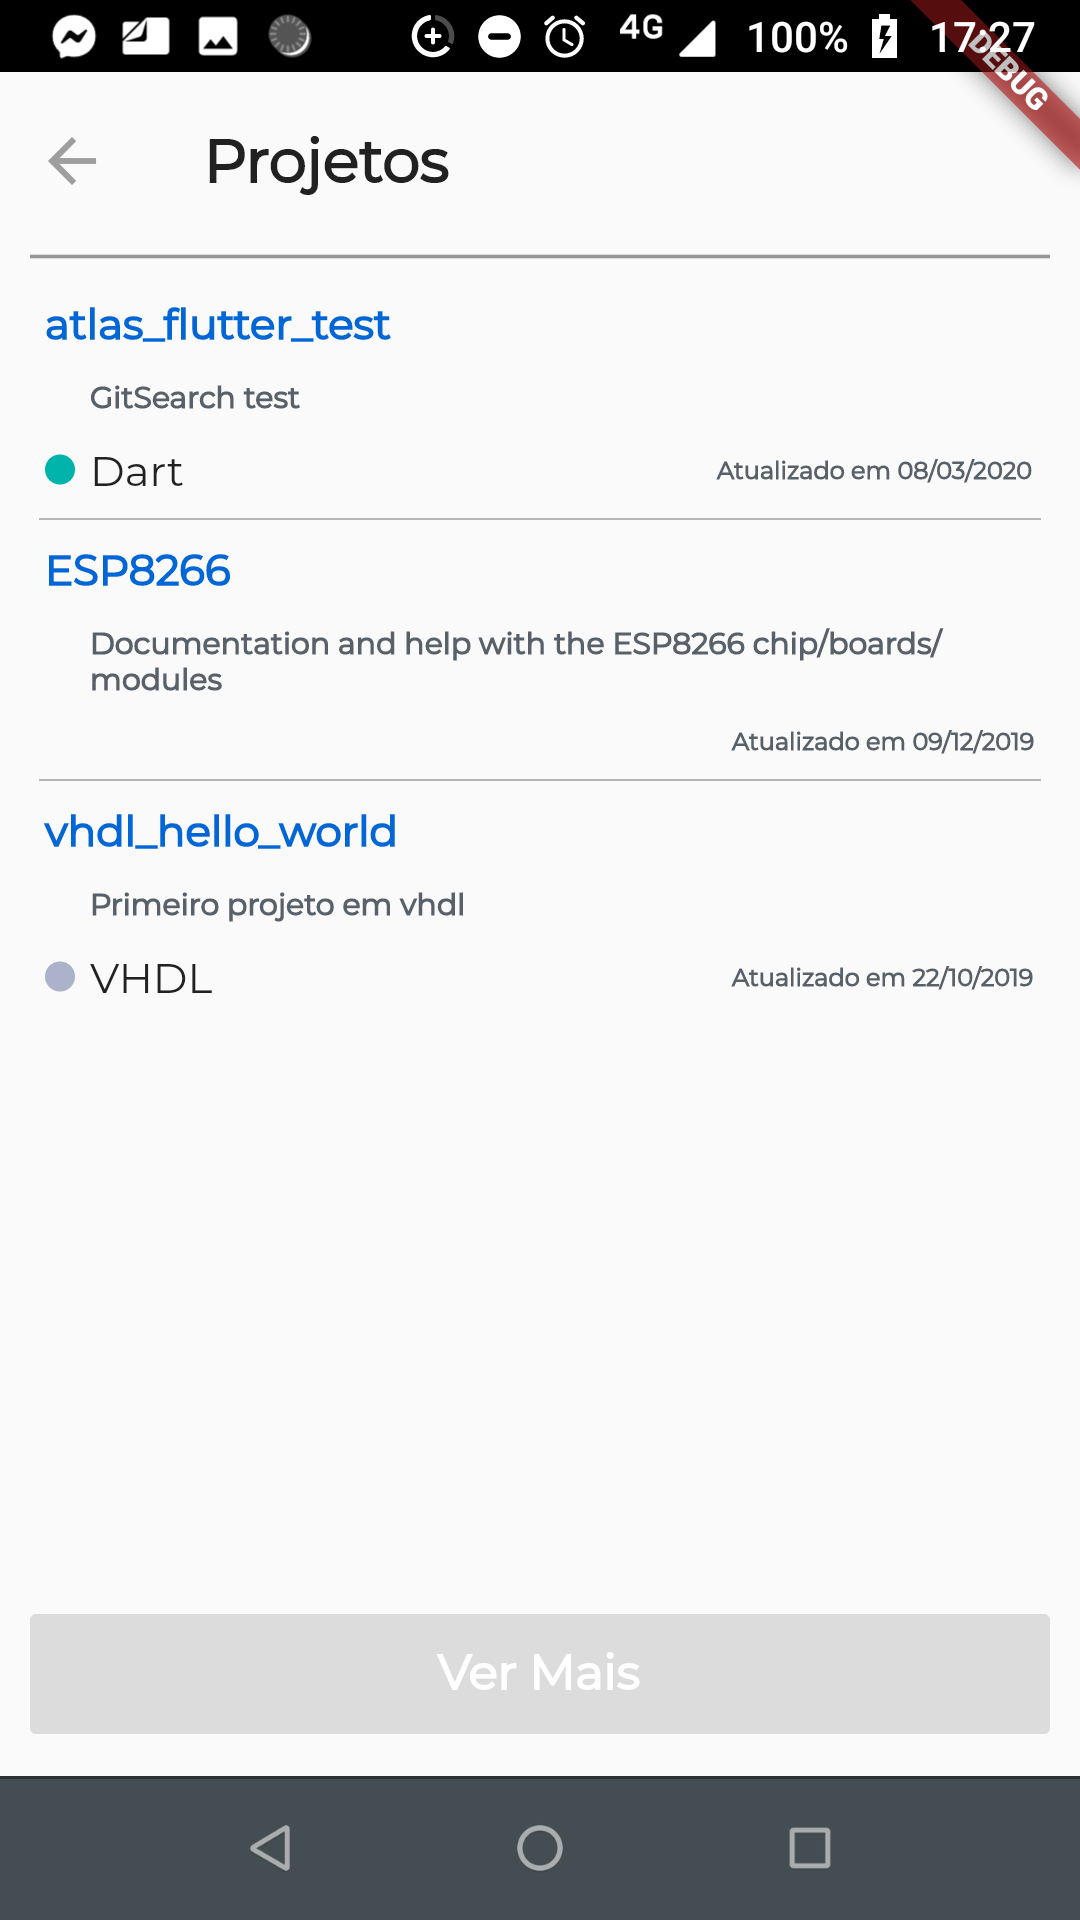 4G 100% 17:27
DEBUG
Projetos
atlas_flutter_test
GitSearch test
Dart Atualizado em 08/03/2020
ESP8266
Documentation and help with the ESP8266 chip/boards/
modules
Atualizado em 09/12/2019
vhdl_hello_world
Primeiro projeto em vhdl
VHDL Atualizado em 22/10/2019
Ver Mais